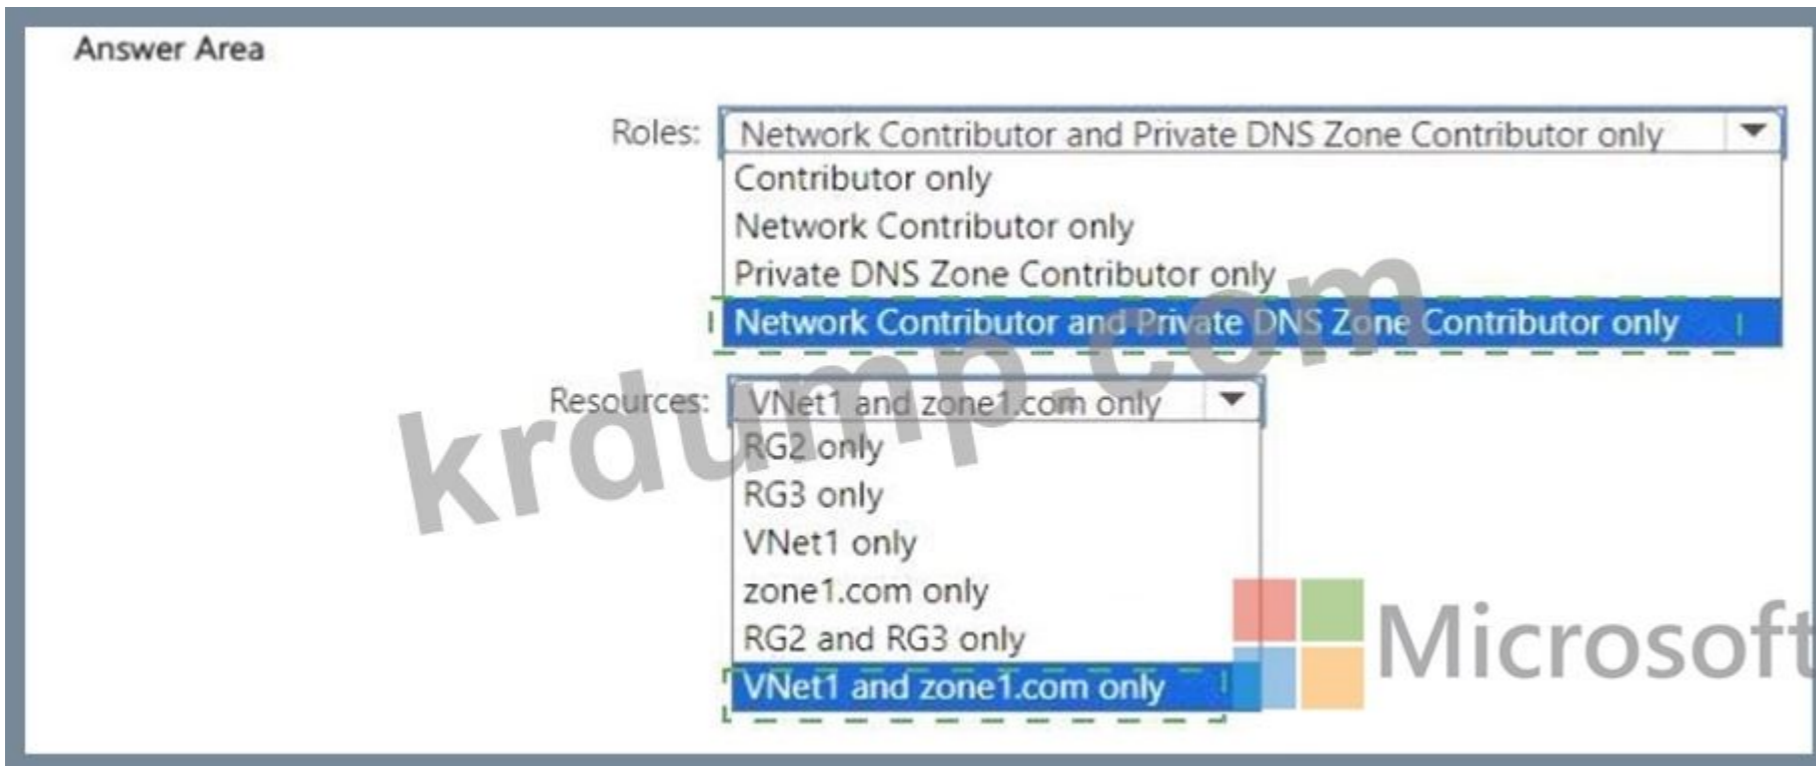 Answer Area
Roles: Network Contributor and Private DNS Zone Contributor only
Contributor only
Network Contributor only
Private DNS Zone Contributor only
Network Contributor and Private DNS Zone Contributor only
Resources: VNet1 and zone1.com only
RG2 only
RG3 only
VNet1 only
zone1.com only
RG2 and RG3 only
VNet1 and zone1.com only
krdump.com
Microsoft